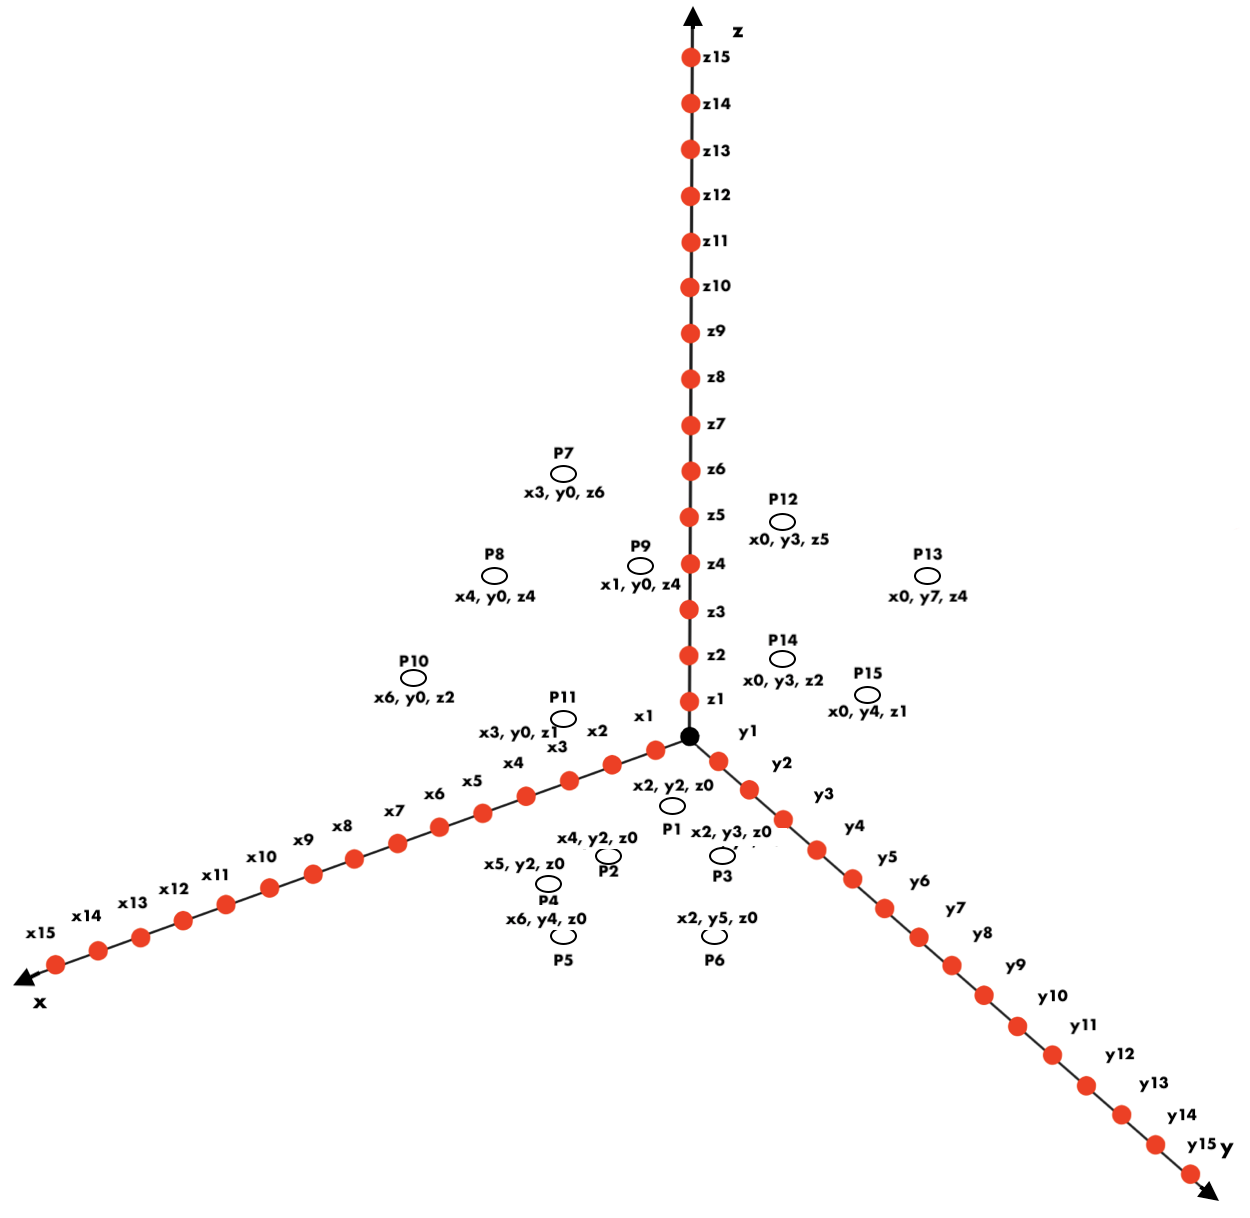 z
z15
z14
z13
z12
z11
z10
z9
z8
z7
z6
z5
z4
z3
z2
z1
P7
x3, y0, z6
P12
x0, y3, z5
P8
x4, y0, z4
P9
x1, y0, z4
P13
x0, y7, z4
P10
x6, y0, z2
P14
x0, y3, z2
P15
x0, y4, z1
P11
x3, y0, z1
x1
x2
x3
x4
x5
x6
x7
x8
x9
x10
x11
x12
x13
x14
x15
x
y1
y2
y3
y4
y5
y6
y7
y8
y9
y10
y11
y12
y13
y14
y15
y
x2, y2, z0
P1
x4, y2, z0
P2
x2, y3, z0
P3
x5, y2, z0
P4
x6, y4, z0
P5
x2, y5, z0
P6